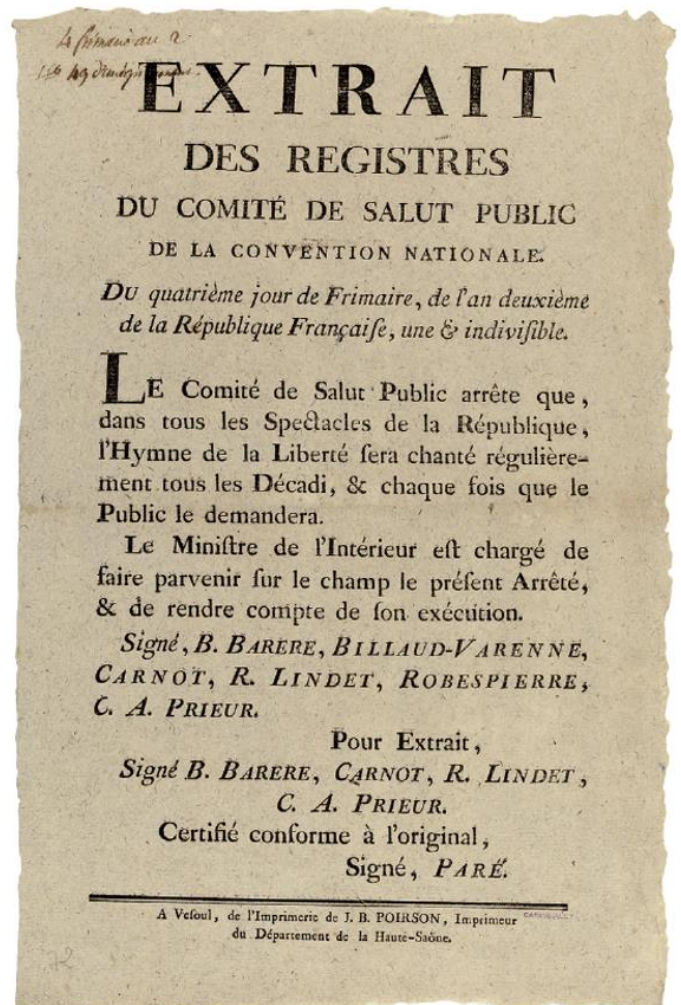 4 frimaire an 2
EXTRAIT
DES REGISTRES
DU COMITÉ DE SALUT PUBLIC
DE LA CONVENTION NATIONALE.
DU quatrième jour de Frimaire, de l'an deuxième
de la République Françaiſe, une & indiviſible.
LE Comité de Salut Public arrête que,
dans tous les Spectacles de la République,
l'Hymne de la Liberté ſera chanté régulière-
ment tous les Décadi, & chaque fois que le
Public le demandera.
Le Miniſtre de l'Intérieur eſt chargé de
faire parvenir ſur le champ le préſent Arrêté,
& de rendre compte de ſon exécution.
Signé, B. BARERE, BILLAUD-VARENNE,
CARNOT, R. LINDET, ROBESPIERRE,
C. A. PRIEUR.
Pour Extrait,
Signé B. BARERE, CARNOT, R. LINDET,
C. A. PRIEUR.
Certifié conforme à l'original,
Signé, PARÉ.
A Veſoul, de l'Imprimerie de J. B. POIRSON, Imprimeur
du Département de la Haute-Saône.
72